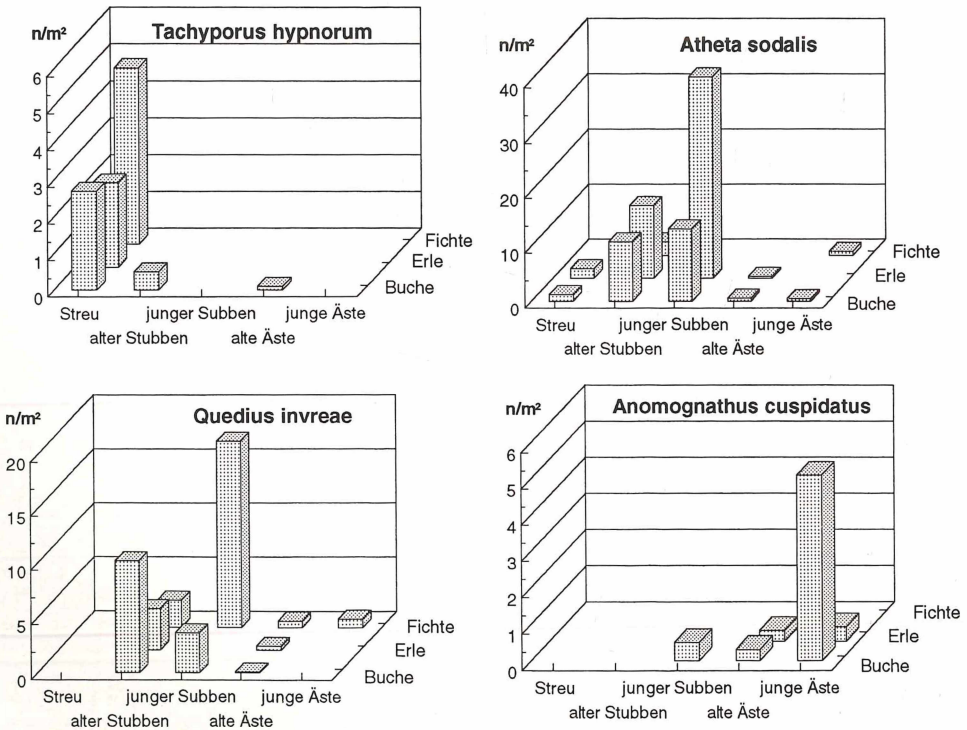 Tachyporus hypnorum
n/m²
6
5
4
3
2
1
0
Fichte
Erle
Buche
Streu junger Subben junge Äste
alter Stubben alte Äste
Atheta sodalis
n/m²
40
30
20
10
0
Fichte
Erle
Buche
Streu junger Subben junge Äste
alter Stubben alte Äste
Quedius invreae
n/m²
20
15
10
5
0
Fichte
Erle
Buche
Streu junger Subben junge Äste
alter Stubben alte Äste
Anomognathus cuspidatus
n/m²
6
5
4
3
2
1
0
Fichte
Erle
Buche
Streu junger Subben junge Äste
alter Stubben alte Äste